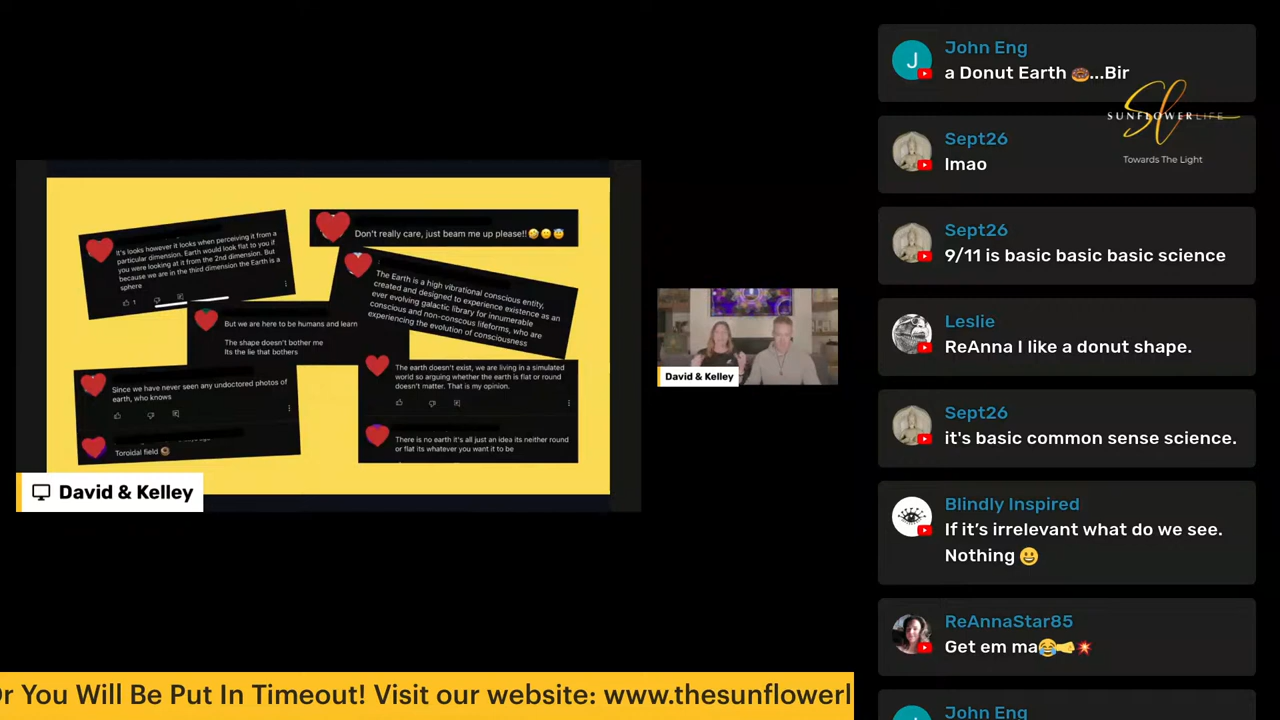 It's looks however it looks when perceiving it from a
particular dimension. Earth would look flat to you if
you were looking at it from the 2nd dimension. But
because we are in the third dimension the Earth is a
sphere
1
Don't really care, just beam me up please!!🤣😁😇
The Earth is a high vibrational conscious entity,
created and designed to experience existence as an
ever evolving galactic library for innumerable
conscious and non-conscous lifeforms, who are
experiencing the evolution of consciousness
But we are here to be humans and learn
The shape doesn't bother me
Its the lie that bothers
Since we have never seen any undoctored photos of
earth, who knows
Toroidal field 🍩
The earth doesn't exist, we are living in a simulated
world so arguing whether the earth is flat or round
doesn't matter. That is my opinion.
There is no earth it's all just an idea its neither round
or flat its whatever you want it to be
David & Kelley
David & Kelley
John Eng
J
a Donut Earth 🍩...Bir
SUNFLOWERLIFE
Towards The Light
Sept26
lmao
Sept26
9/11 is basic basic basic science
Leslie
ReAnna I like a donut shape.
Sept26
it's basic common sense science.
Blindly Inspired
If it's irrelevant what do we see.
Nothing 😀
ReAnnaStar85
Get em ma😂🤜💥
John Eng
Or You Will Be Put In Timeout! Visit our website: www.thesunflowerl